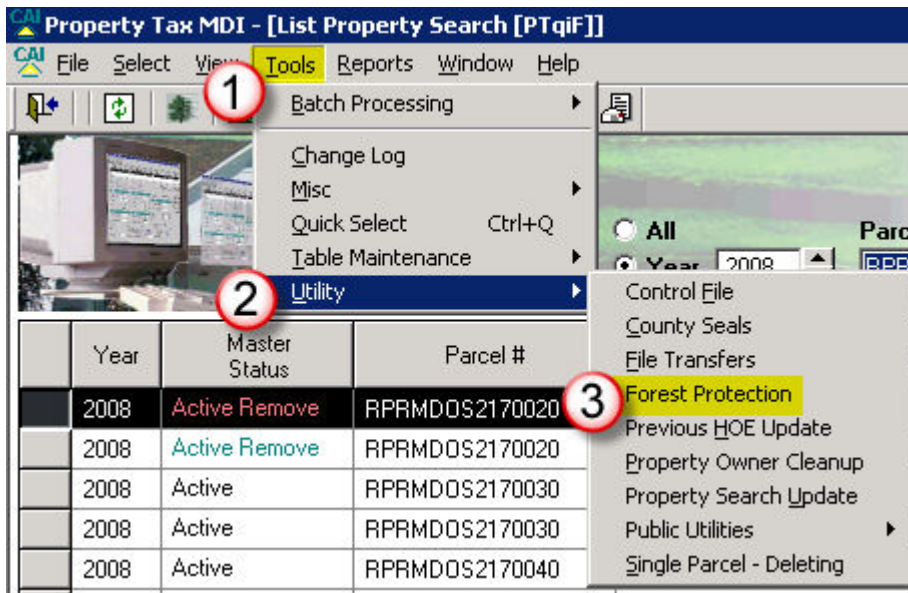 CAI Property Tax MDI - [List Property Search [PTqiF]]
CAI File Select View Tools Reports Window Help
1
Batch Processing
Change Log
Misc
Quick Select Ctrl+Q
Table Maintenance
2 Utility
All
Year 2008
Parc
Control File
County Seals
File Transfers
3 Forest Protection
Previous HOE Update
Property Owner Cleanup
Property Search Update
Public Utilities
Single Parcel - Deleting
Year Master Status Parcel #
2008 Active Remove RPRMDOS2170020
2008 Active Remove RPRMDOS2170020
2008 Active RPRMDOS2170030
2008 Active RPRMDOS2170030
2008 Active RPRMDOS2170040